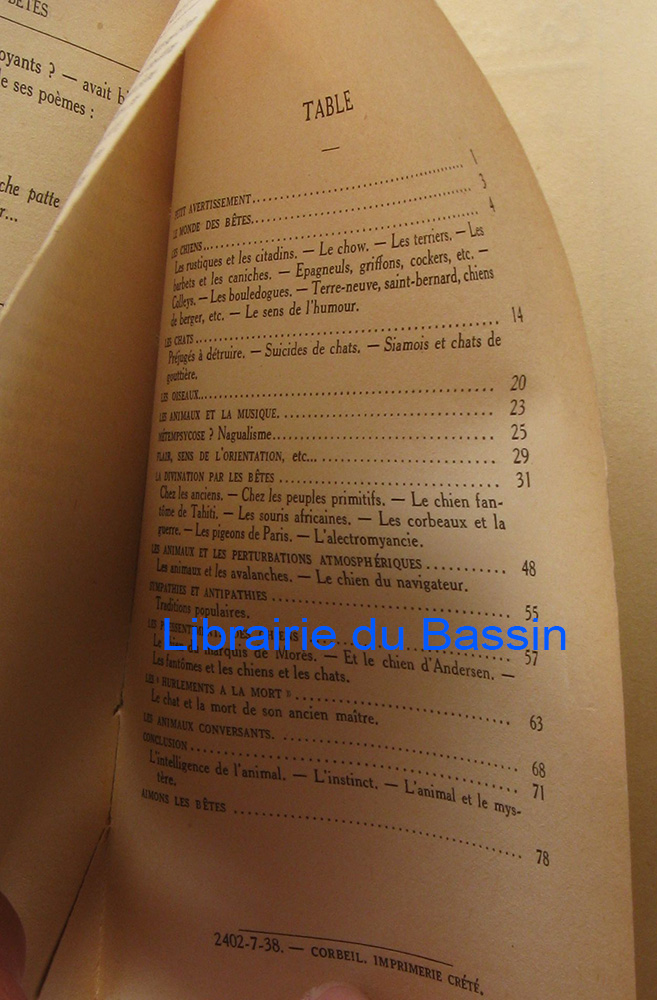 BÊTES
oyants ? — avait b
e ses poèmes :
che patte
r...
TABLE
PETIT AVERTISSEMENT 1
LE MONDE DES BÊTES 3
LES CHIENS 4
Les rustiques et les citadins. — Le chow. — Les terriers. — Les
barbets et les caniches. — Epagneuls, griffons, cockers, etc. —
Colleys. — Les bouledogues. — Terre-neuve, saint-bernard, chiens
de berger, etc. — Le sens de l'humour.
LES CHATS 14
Préjugés à détruire. — Suicides de chats. — Siamois et chats de
gouttière.
LES OISEAUX 20
LES ANIMAUX ET LA MUSIQUE 23
MÉTEMPSYCOSE ? Nagualisme 25
FLAIR, SENS DE L'ORIENTATION, etc... 29
LA DIVINATION PAR LES BÊTES 31
Chez les anciens. — Chez les peuples primitifs. — Le chien fan-
tôme de Tahiti. — Les souris africaines. — Les corbeaux et la
guerre. — Les pigeons de Paris. — L'alectromyancie.
LES ANIMAUX ET LES PERTURBATIONS ATMOSPHÉRIQUES 48
Les animaux et les avalanches. — Le chien du navigateur.
SYMPATHIES ET ANTIPATHIES 55
Traditions populaires.
Librairie du Bassin
LES 57
marquis de Morès. — Et le chien d'Andersen. —
Les fantômes et les chiens et les chats.
LES « HURLEMENTS A LA MORT » 63
Le chat et la mort de son ancien maître.
LES ANIMAUX CONVERSANTS. 68
CONCLUSION 71
L'intelligence de l'animal. — L'instinct. — L'animal et le mys-
tère.
AIMONS LES BÊTES 78
2402-7-38. — CORBEIL. IMPRIMERIE CRÉTÉ.